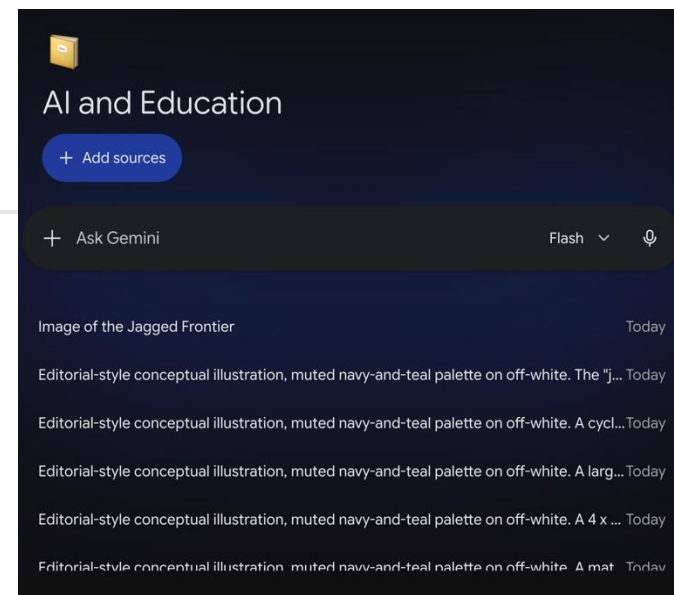 AI and Education
+ Add sources
+ Ask Gemini Flash
Image of the Jagged Frontier Today
Editorial-style conceptual illustration, muted navy-and-teal palette on off-white. The "j... Today
Editorial-style conceptual illustration, muted navy-and-teal palette on off-white. A cycl... Today
Editorial-style conceptual illustration, muted navy-and-teal palette on off-white. A larg... Today
Editorial-style conceptual illustration, muted navy-and-teal palette on off-white. A 4 x ... Today
Editorial-style conceptual illustration, muted navy-and-teal palette on off-white. A mat Today